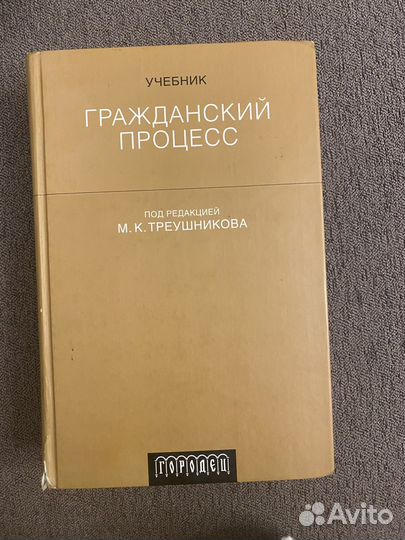 УЧЕБНИК
ГРАЖДАНСКИЙ
ПРОЦЕСС
ПОД РЕДАКЦИЕЙ
М. К. ТРЕУШНИКОВА
ГОРОДЕЦ
Avito